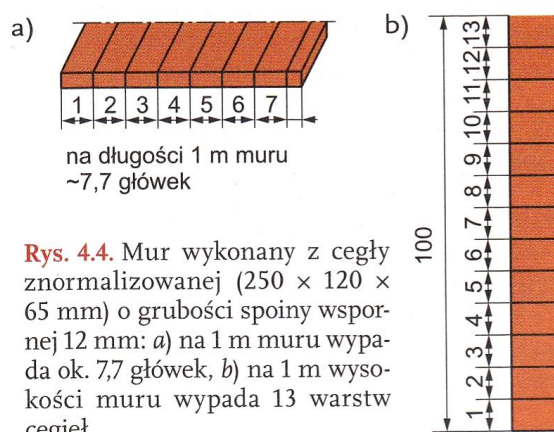 a)
1 2 3 4 5 6 7
na długości 1 m muru
~7,7 główek
Rys. 4.4. Mur wykonany z cegły
znormalizowanej (250 × 120 ×
65 mm) o grubości spoiny wspor-
nej 12 mm: a) na 1 m muru wypa-
da ok. 7,7 główek, b) na 1 m wyso-
kości muru wypada 13 warstw
cegieł
b)
100
13
12
11
10
9
8
7
6
5
4
3
2
1